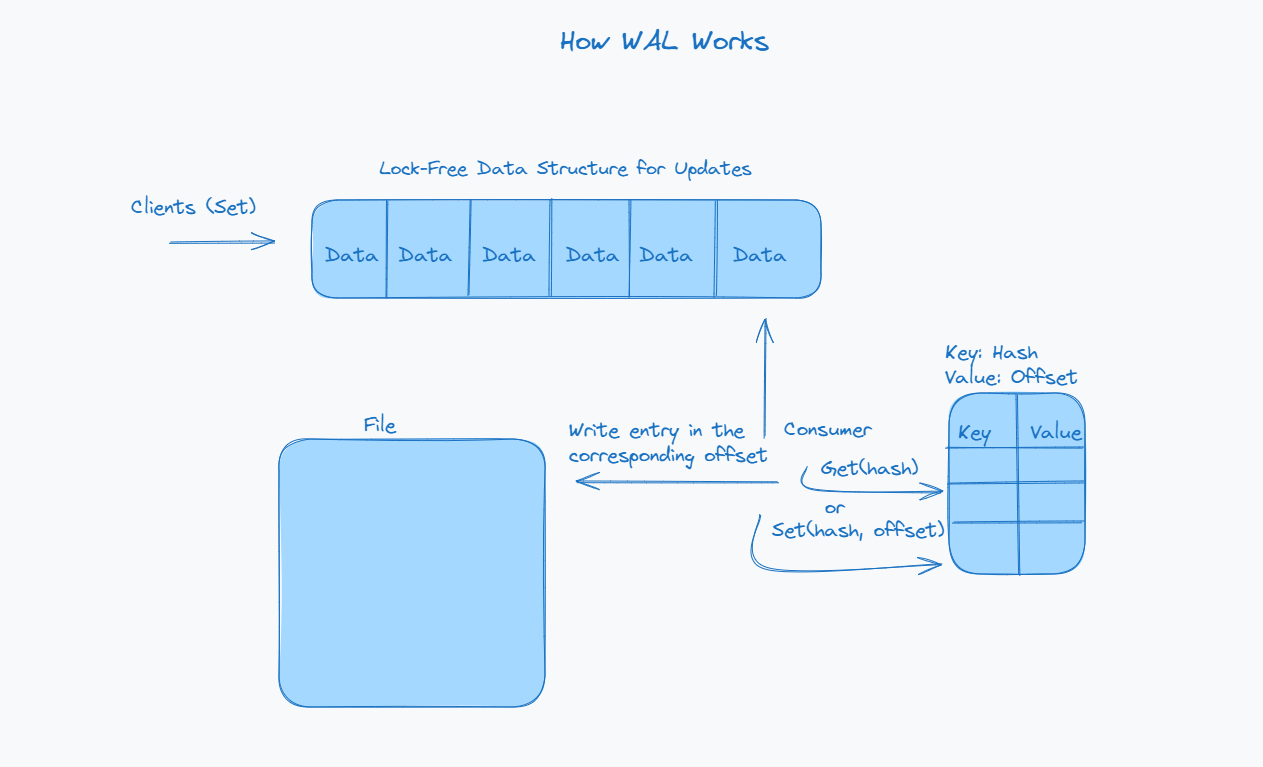 How WAL Works
Lock-Free Data Structure for Updates
Clients (Set)
Data Data Data Data Data Data
Key: Hash
Value: Offset
File
Write entry in the
corresponding offset
Consumer
Key Value
Get(hash)
or
Set(hash, offset)